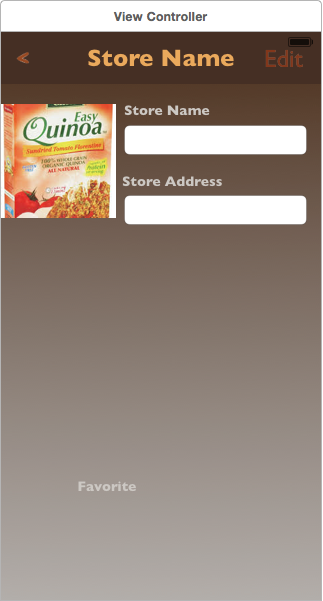 View Controller
Store Name
Edit
Store Name
Easy
Quinoa
Sundried Tomato Florentine
100% WHOLE GRAIN
ORGANIC QUINOA
ALL NATURAL
Store Address
Favorite